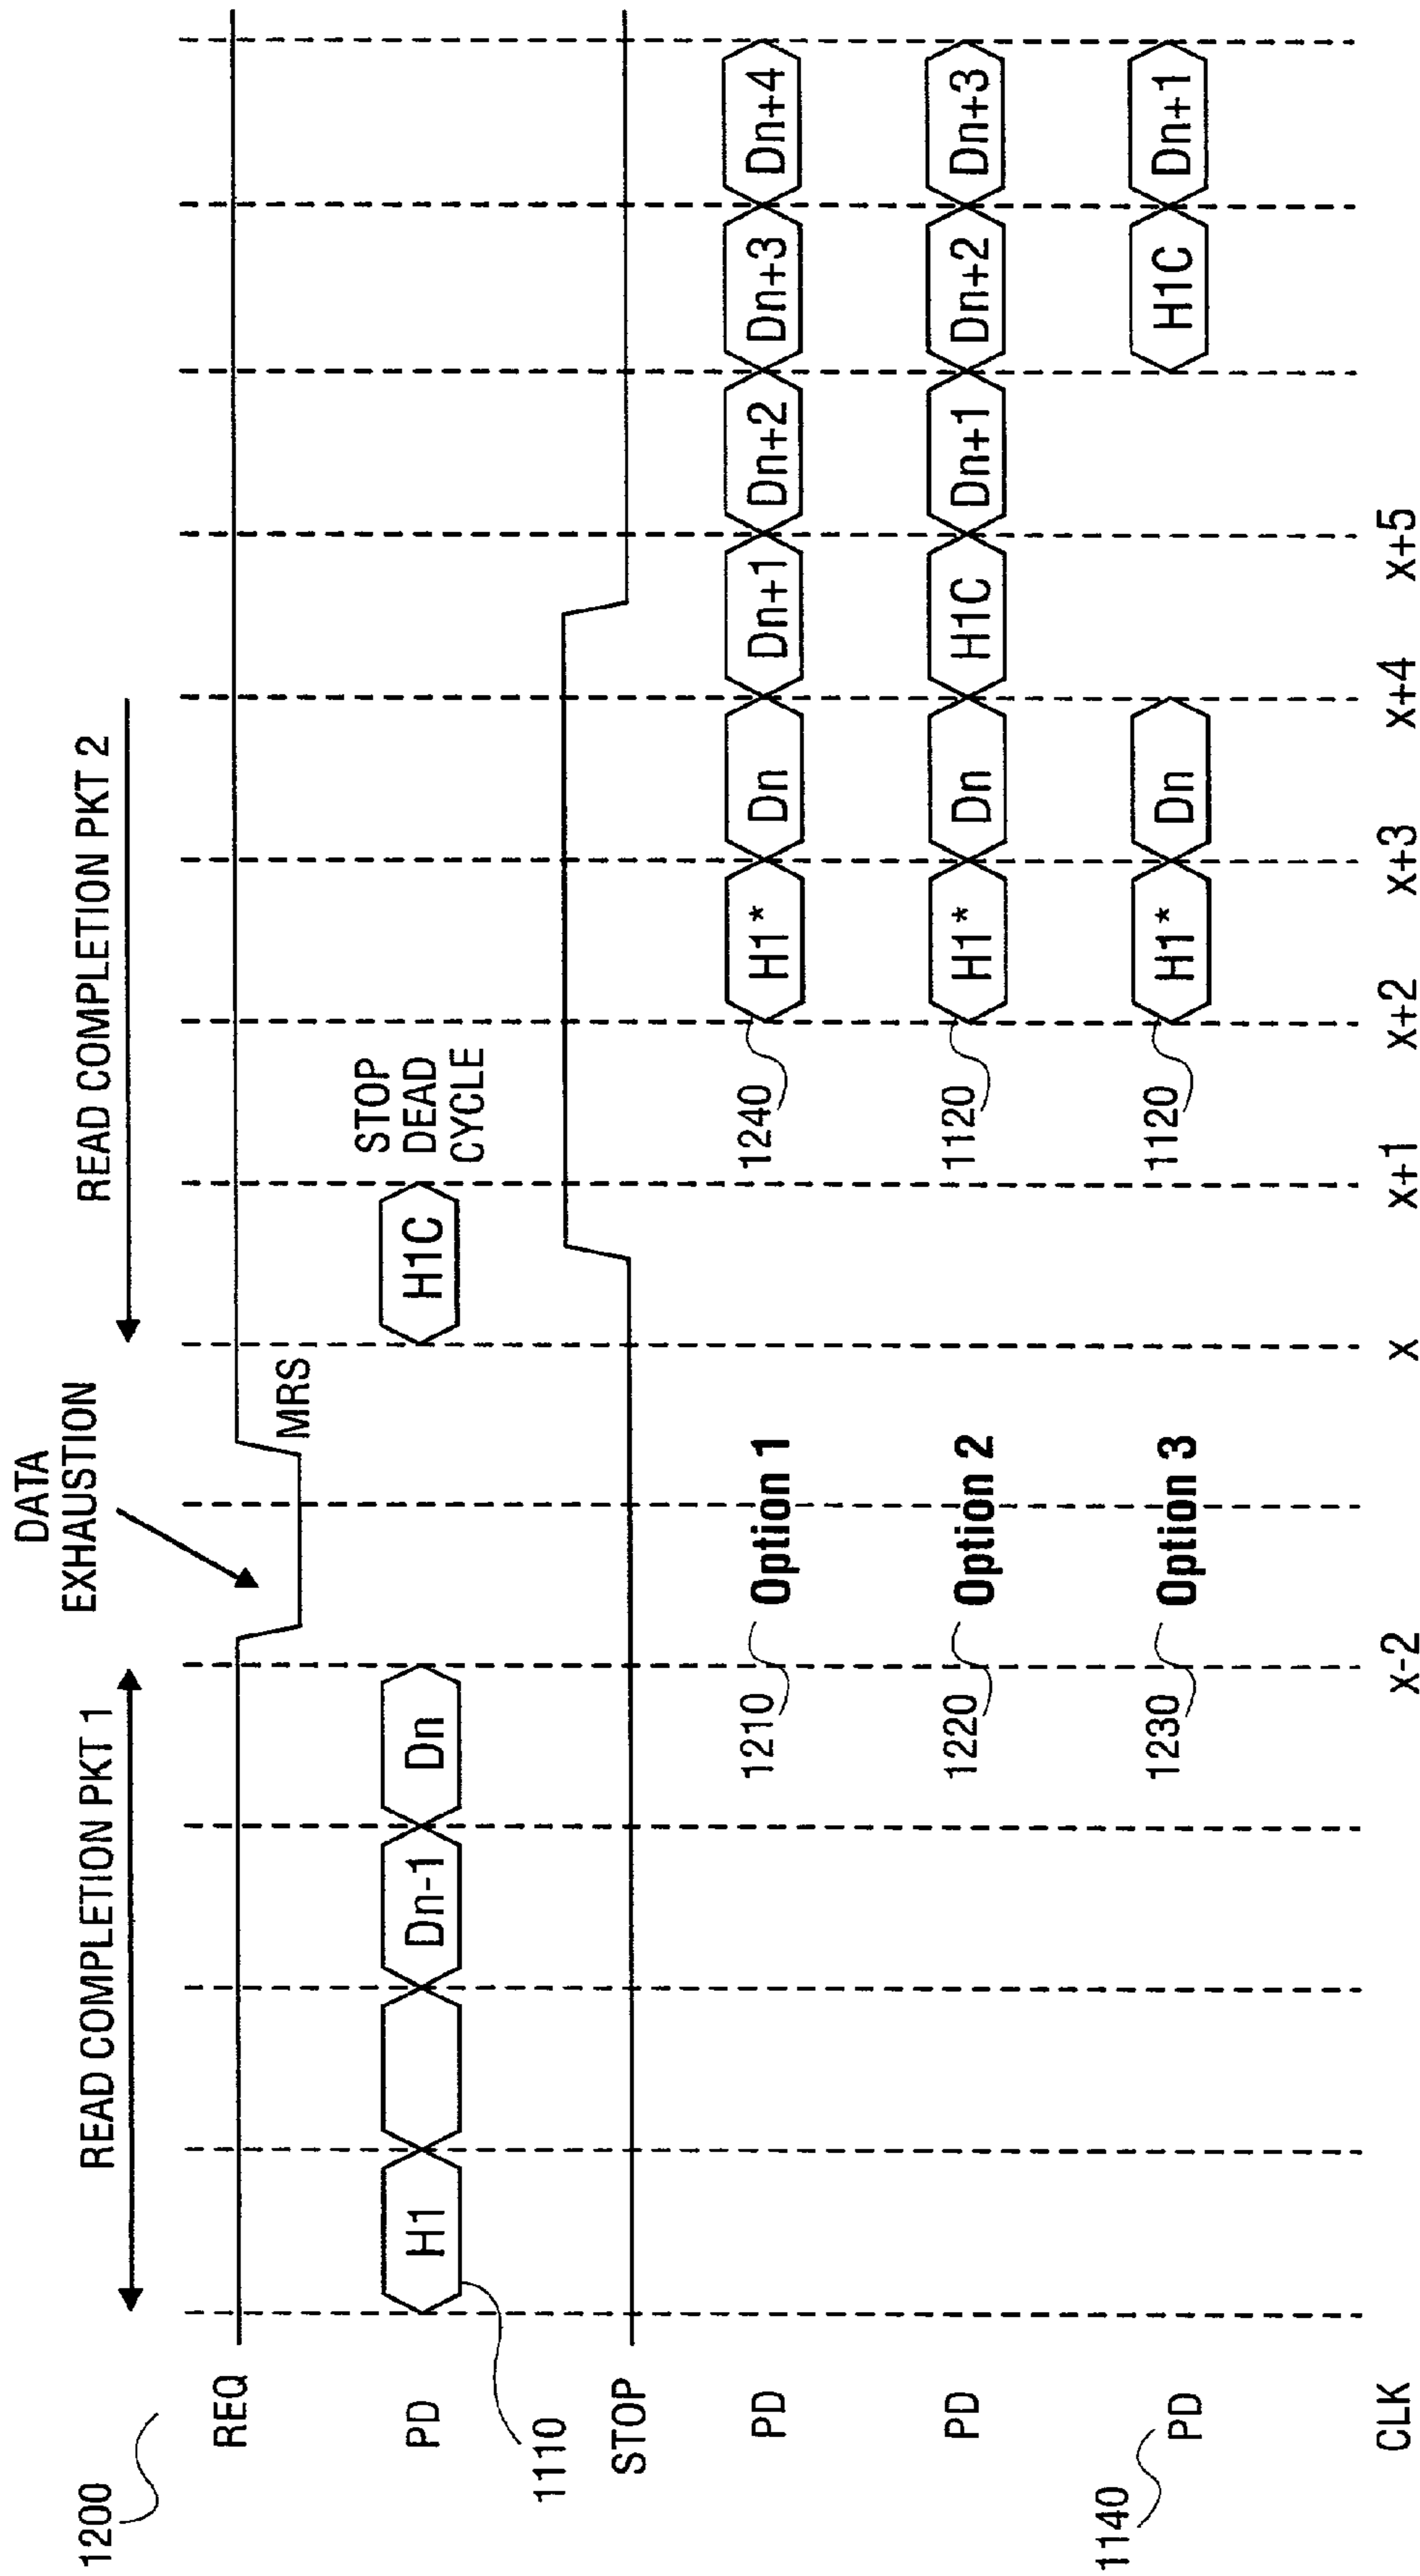 1200
READ COMPLETION PKT 1
DATA
EXHAUSTION
READ COMPLETION PKT 2
REQ
MRS
PD
H1
Dn-1
Dn
H1C
STOP
DEAD
CYCLE
1110
STOP
PD
1210
Option 1
1240
H1*
Dn
Dn+1
Dn+2
Dn+3
Dn+4
PD
1220
Option 2
1120
H1*
Dn
H1C
Dn+1
Dn+2
Dn+3
1140
PD
1230
Option 3
1120
H1*
Dn
H1C
Dn+1
CLK
x-2
x
x+1
x+2
x+3
x+4
x+5